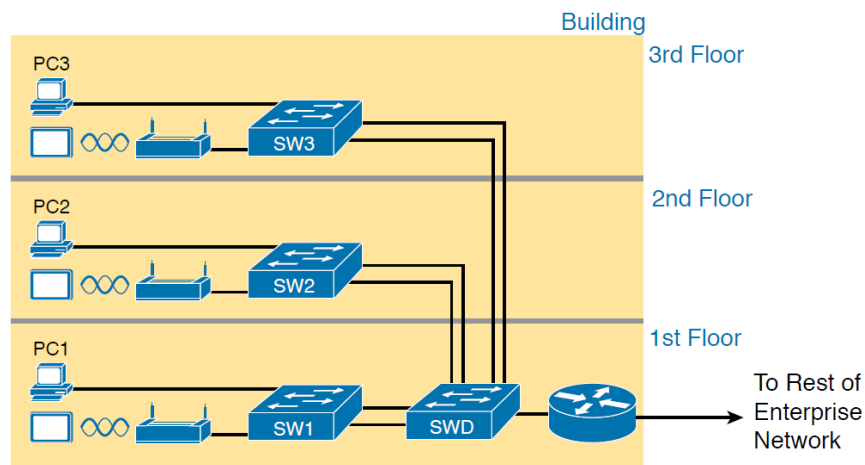 Building
3rd Floor
PC3
SW3
2nd Floor
PC2
SW2
1st Floor
PC1
SW1
SWD
To Rest of
Enterprise
Network